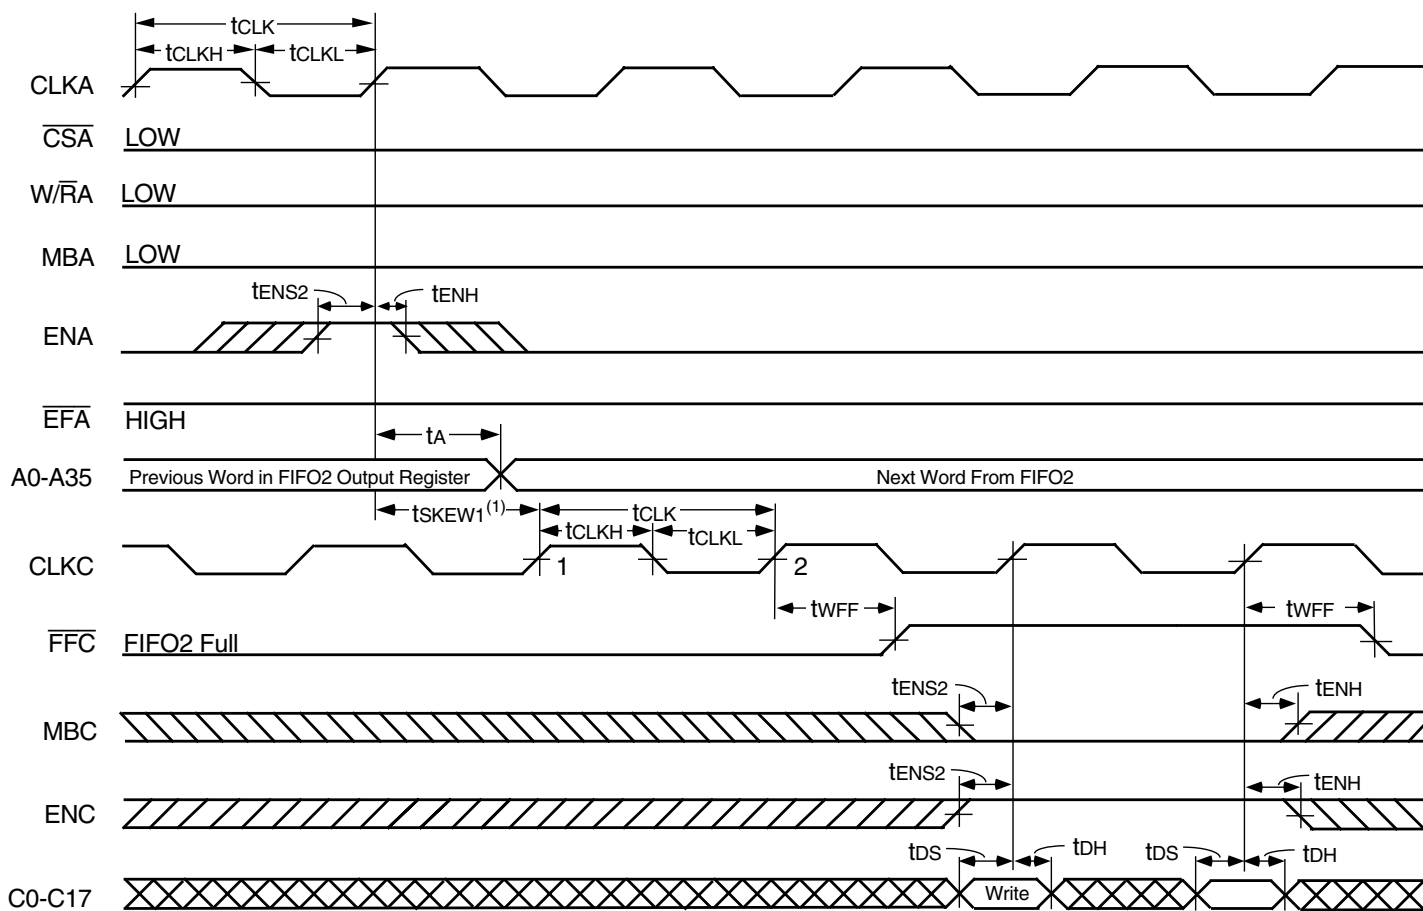 tCLK
tCLKH tCLKL
CLKA
CSA LOW
W/RA LOW
MBA LOW
tENS2 tENH
ENA
EFA HIGH
tA
A0-A35 Previous Word in FIFO2 Output Register Next Word From FIFO2
tSKEW1(1) tCLK
tCLKH tCLKL
CLKC 1 2
tWFF tWFF
FFC FIFO2 Full
tENS2 tENH
MBC
tENS2 tENH
ENC
tDS tDH tDS tDH
C0-C17 Write